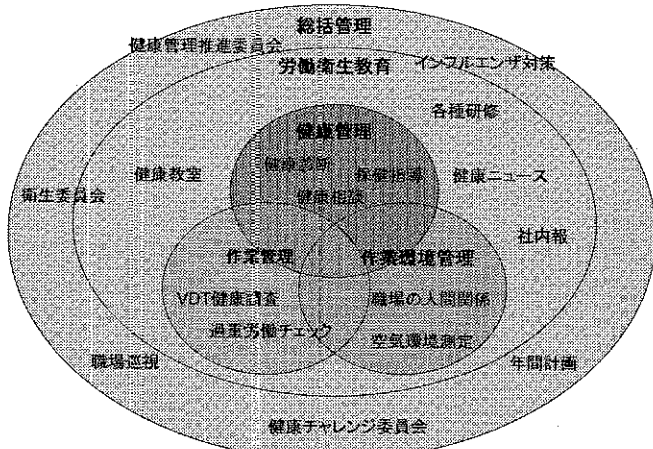 総括管理
健康管理推進委員会
労働衛生教育
インフルエンザ対策
各種研修
健康管理
健康診断
保健指導
健康教室
健康ニュース
衛生委員会
健康相談
社内報
作業管理
作業環境管理
VDT健康調査
職場の人間関係
過重労働チェック
空気環境測定
職場巡視
年間計画
健康チャレンジ委員会